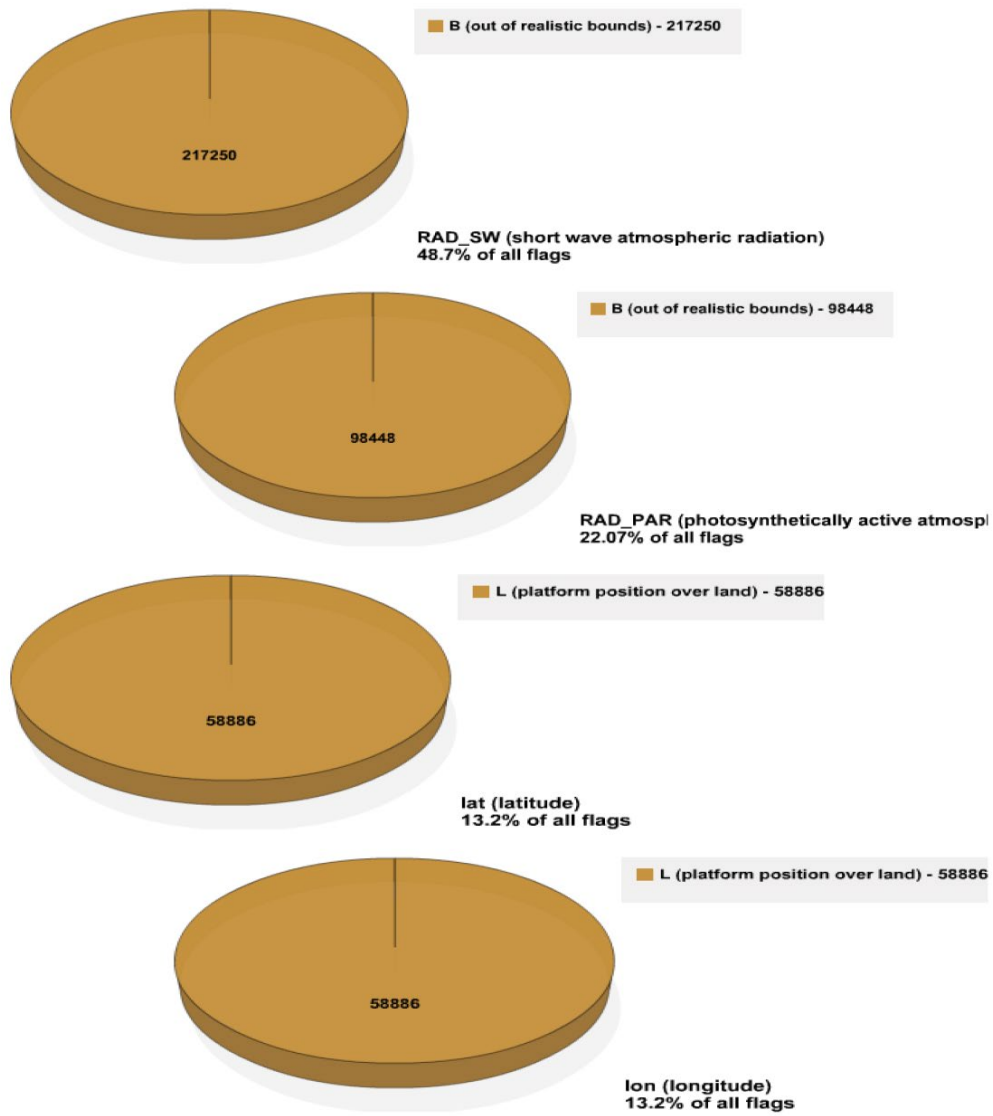 B (out of realistic bounds) - 217250
217250
RAD_SW (short wave atmospheric radiation)
48.7% of all flags
B (out of realistic bounds) - 98448
98448
RAD_PAR (photosynthetically active
22.07% of all flags
L (platform position over land) - 58886
58886
lat (latitude)
13.2% of all flags
L (platform position over land) - 58886
58886
lon (longitude)
13.2% of all flags